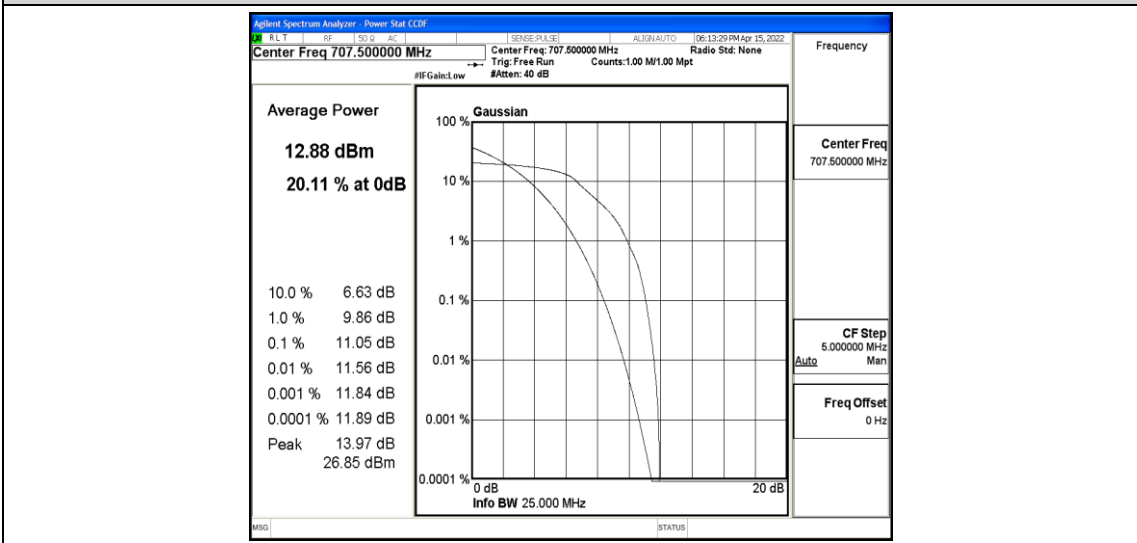 Agilent Spectrum Analyzer - Power Stat CCDF
RLT RF 50 Ω AC SENSE:PULSE ALIGNAUTO 06:13:29 PM Apr 15, 2022
Center Freq 707.500000 MHz
Center Freq: 707.500000 MHz Radio Std: None
Trig: Free Run Counts:1.00 M/1.00 Mpt
#IFGain:Low #Atten: 40 dB
Average Power
12.88 dBm
20.11 % at 0dB
10.0 % 6.63 dB
1.0 % 9.86 dB
0.1 % 11.05 dB
0.01 % 11.56 dB
0.001 % 11.84 dB
0.0001 % 11.89 dB
Peak 13.97 dB
26.85 dBm
Gaussian
100 %
10 %
1 %
0.1 %
0.01 %
0.001 %
0.0001 %
0 dB 20 dB
Info BW 25.000 MHz
Frequency
Center Freq
707.500000 MHz
CF Step
5.000000 MHz
Auto Man
Freq Offset
0 Hz
MSG STATUS